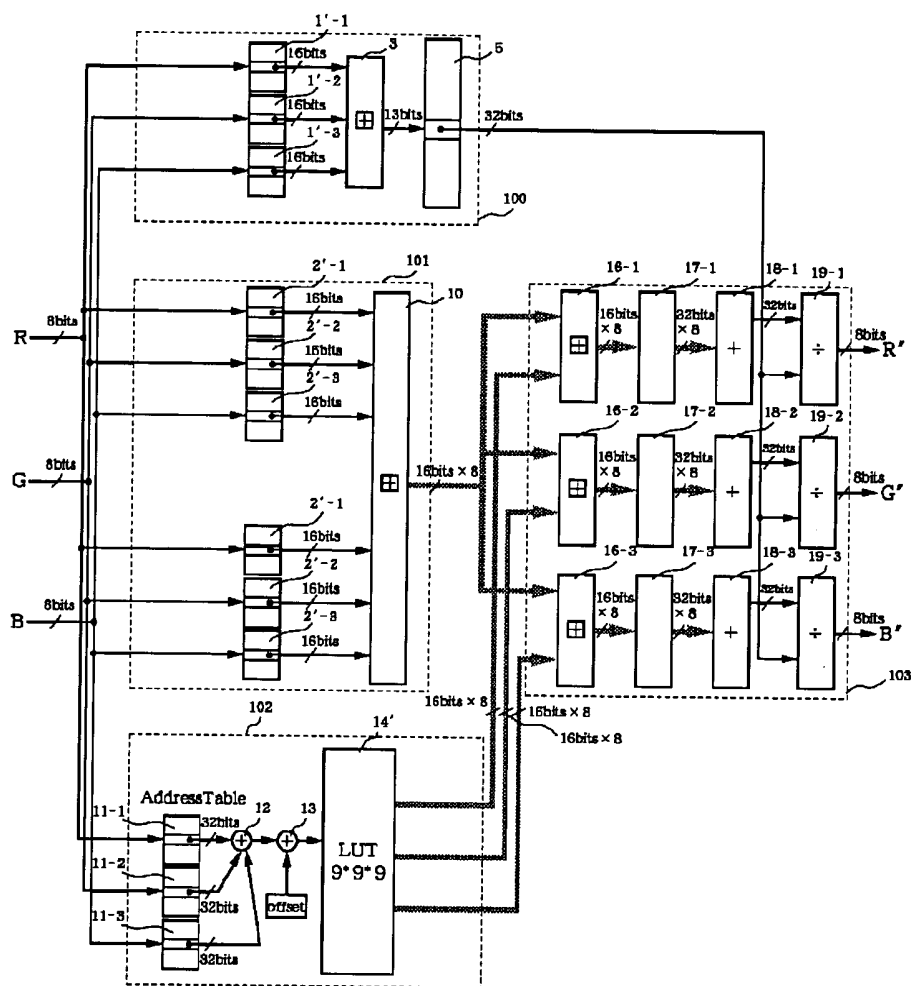 1'-1
16bits
3
5
1'-2
16bits
13bits
32bits
1'-3
16bits
100
2'-1
101
10
16bits
2'-2
16bits
2'-3
16bits
16bits × 8
2'-1
16bits
2'-2
16bits
2'-3
16bits
R
8bits
G
8bits
B
8bits
16-1
17-1
18-1
19-1
16bits × 8
32bits × 8
+
32bits
÷
8bits
R″
16-2
17-2
18-2
19-2
16bits × 8
32bits × 8
+
32bits
÷
8bits
G″
16-3
17-3
18-3
19-3
16bits × 8
32bits × 8
+
32bits
÷
8bits
B″
103
16bits × 8
16bits × 8
16bits × 8
102
14'
AddressTable
11-1
32bits
12
13
11-2
32bits
offset
11-3
32bits
LUT
9*9*9